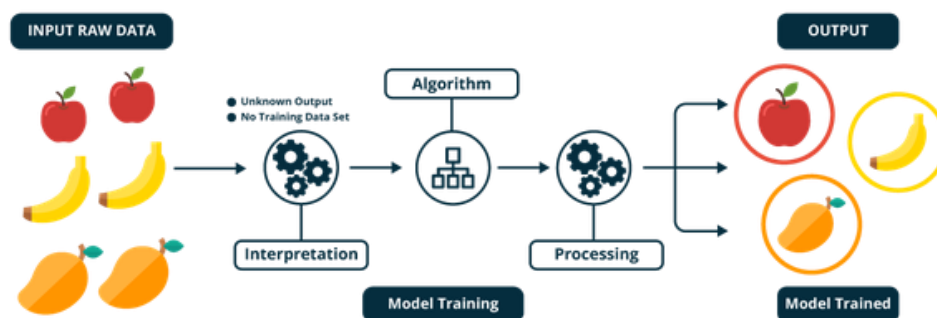 INPUT RAW DATA
OUTPUT
Algorithm
Unknown Output
No Training Data Set
Interpretation
Processing
Model Training
Model Trained